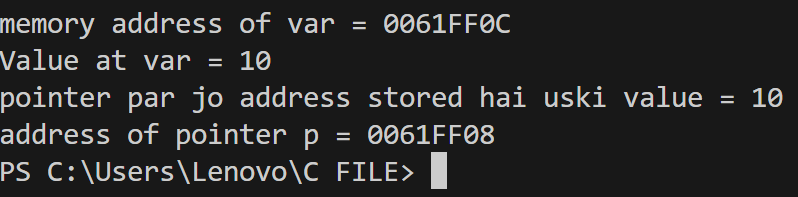 memory address of var = 0061FF0C
Value at var = 10
pointer par jo address stored hai uski value = 10
address of pointer p = 0061FF08
PS C:\Users\Lenovo\C FILE>